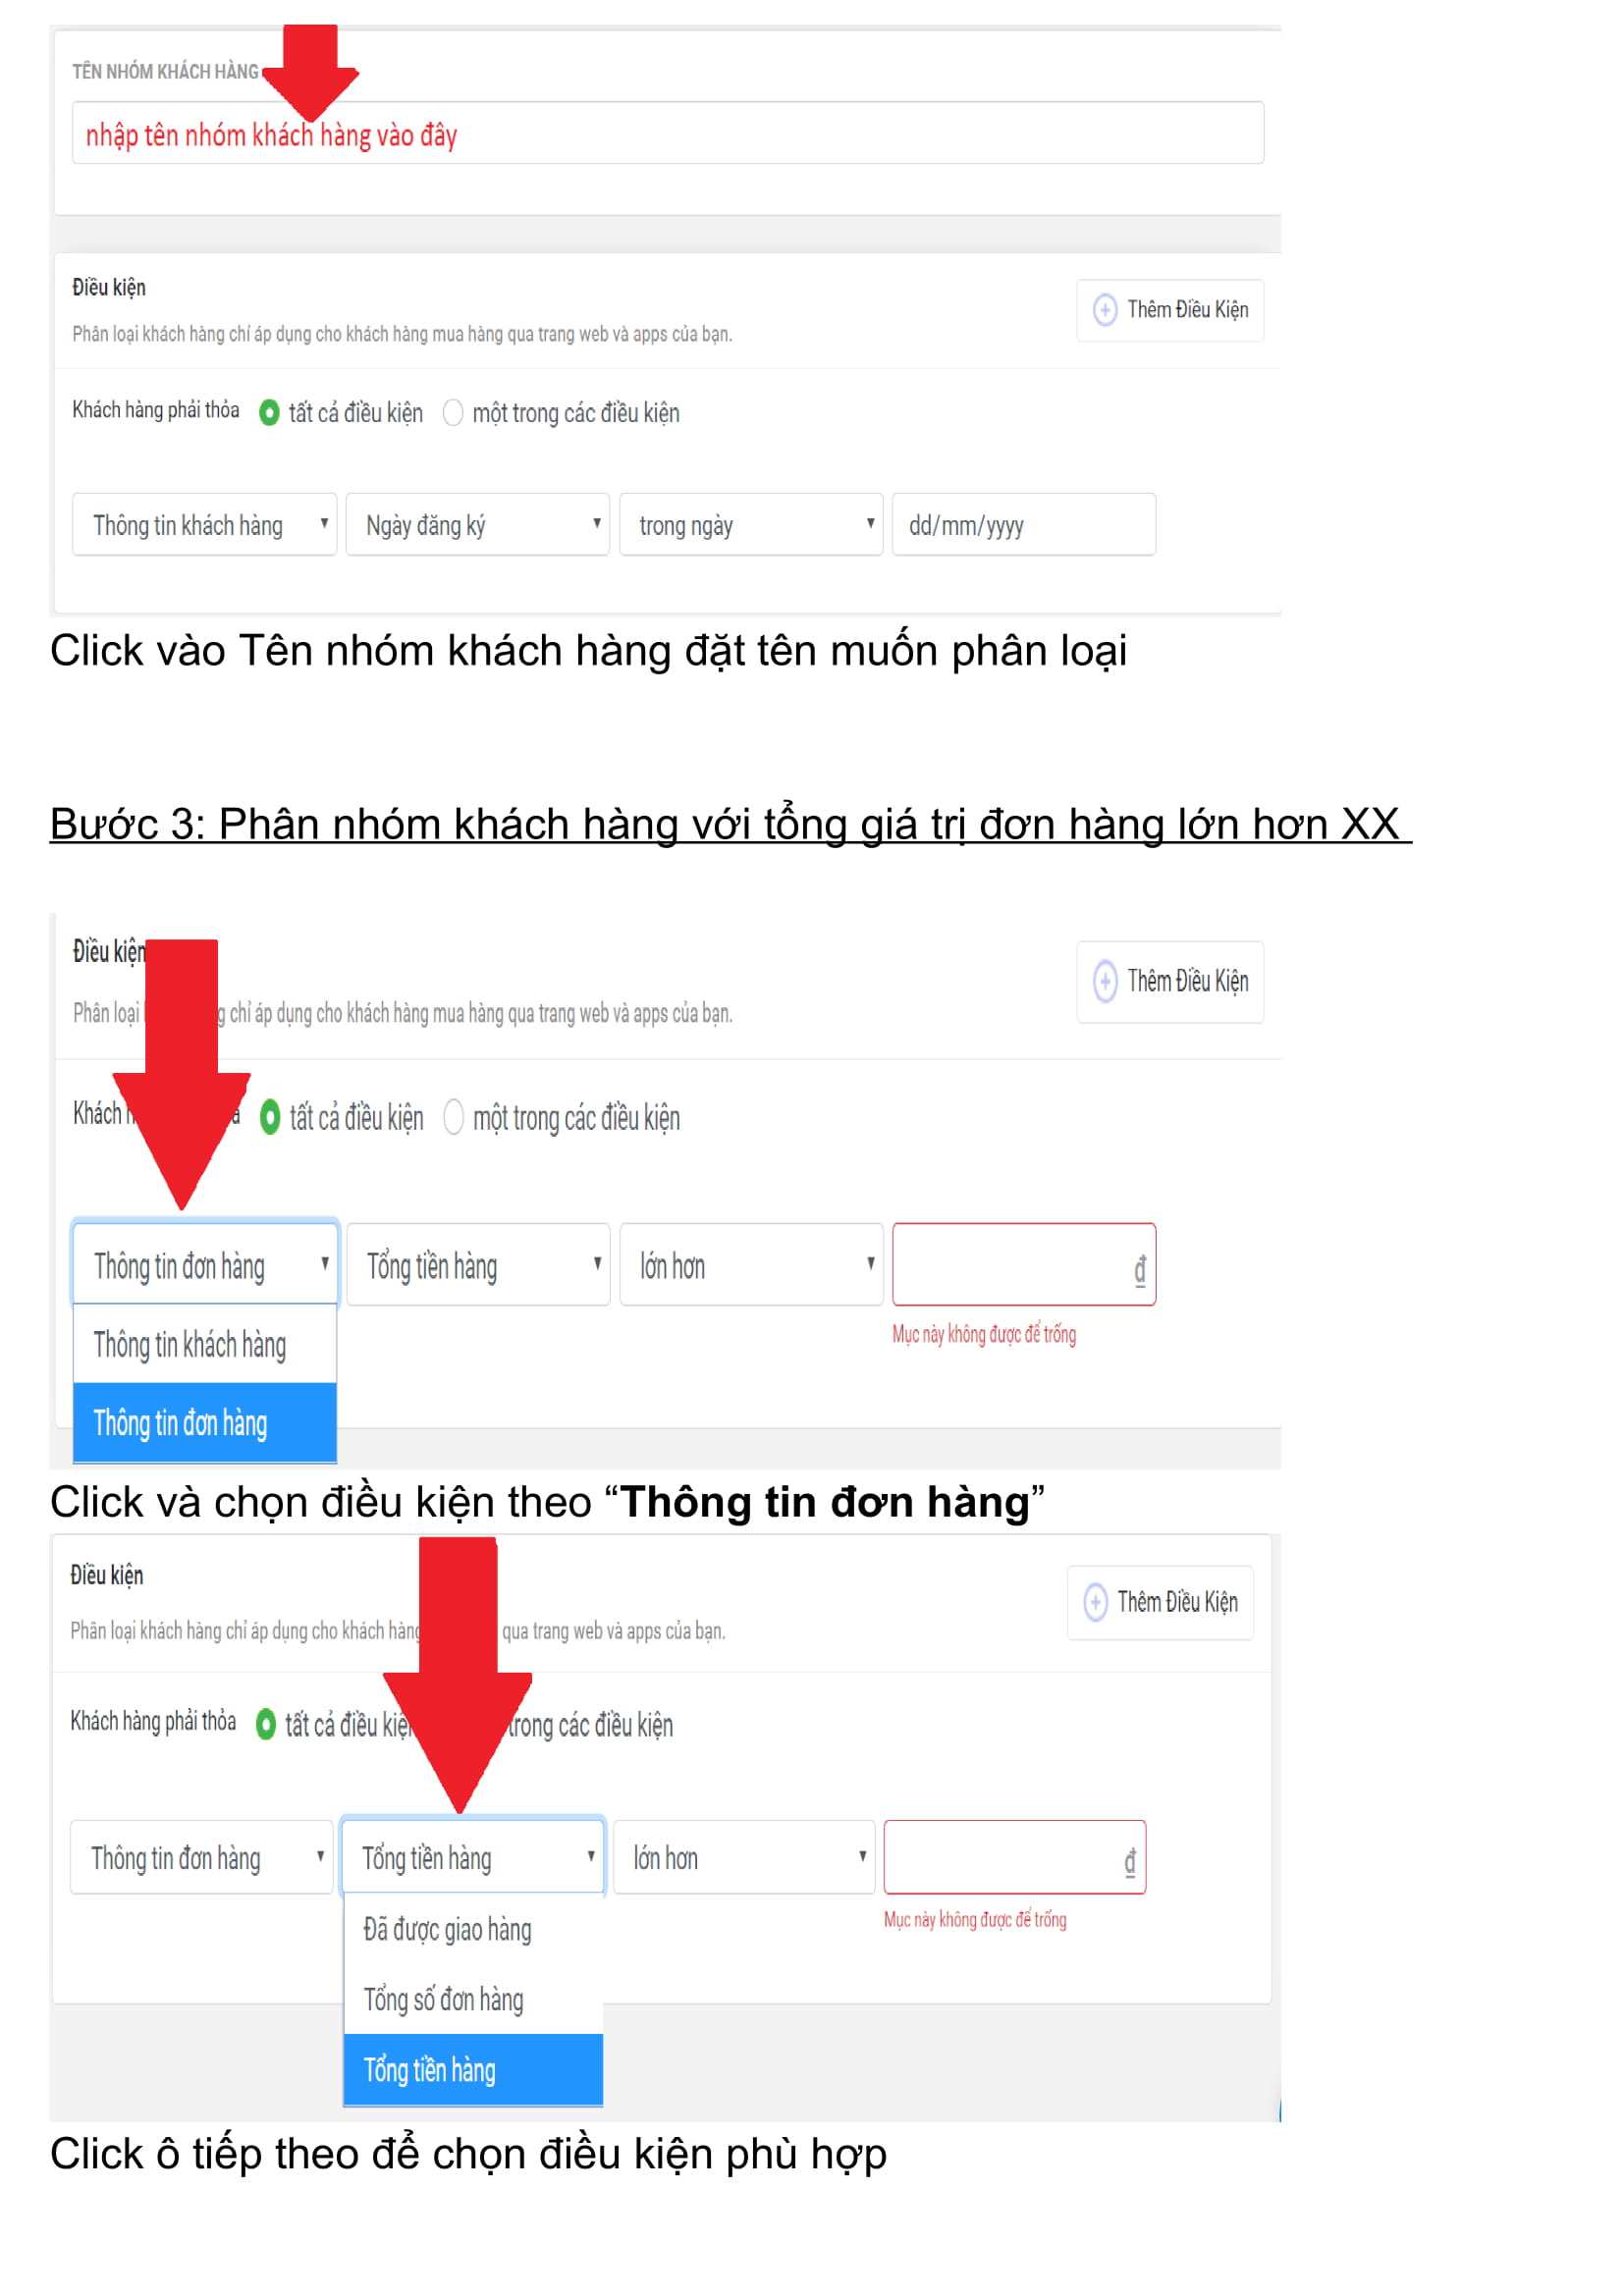 TÊN NHÓM KHÁCH HÀNG
nhập tên nhóm khách hàng vào đây
Điều kiện
Thêm Điều Kiện
Phân loại khách hàng chỉ áp dụng cho khách hàng mua hàng qua trang web và apps của bạn.
Khách hàng phải thỏa tất cả điều kiện một trong các điều kiện
Thông tin khách hàng Ngày đăng ký trong ngày dd/mm/yyyy
Click vào Tên nhóm khách hàng đặt tên muốn phân loại
Bước 3: Phân nhóm khách hàng với tổng giá trị đơn hàng lớn hơn XX
Điều kiện
Thêm Điều Kiện
Phân loại chỉ áp dụng cho khách hàng mua hàng qua trang web và apps của bạn.
Khách tất cả điều kiện một trong các điều kiện
Thông tin đơn hàng Tổng tiền hàng lớn hơn đ
Mục này không được để trống
Thông tin khách hàng
Thông tin đơn hàng
Click và chọn điều kiện theo “Thông tin đơn hàng”
Điều kiện
Thêm Điều Kiện
Phân loại khách hàng chỉ áp dụng cho khách hàng qua trang web và apps của bạn.
Khách hàng phải thỏa tất cả điều kiện trong các điều kiện
Thông tin đơn hàng Tổng tiền hàng lớn hơn đ
Mục này không được để trống
Đã được giao hàng
Tổng số đơn hàng
Tổng tiền hàng
Click ô tiếp theo để chọn điều kiện phù hợp